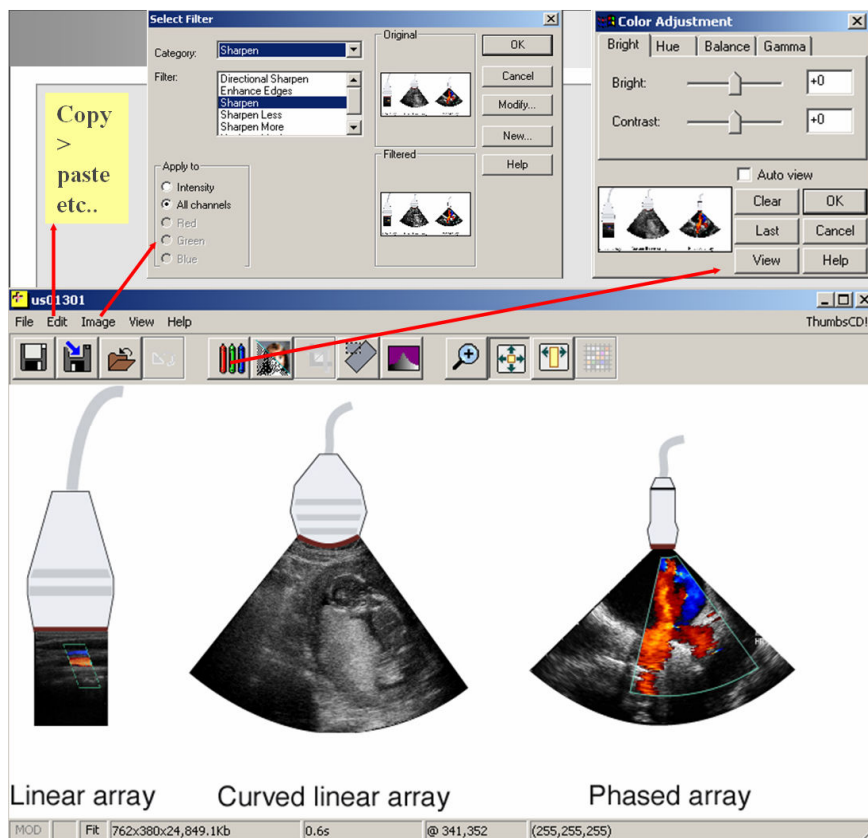 Select Filter
Category:
Sharpen
Filter:
Directional Sharpen
Enhance Edges
Sharpen
Sharpen Less
Sharpen More
Apply to
Intensity
All channels
Red
Green
Blue
Original
Filtered
OK
Cancel
Modify...
New...
Help
Color Adjustment
Bright
Hue
Balance
Gamma
Bright:
+0
Contrast:
+0
Auto view
Clear
OK
Last
Cancel
View
Help
Copy
>
paste
etc..
us01301
File Edit Image View Help
ThumbsCD!
Linear array
Curved linear array
Phased array
MOD
Fit
762x380x24,849.1Kb
0.6s
@ 341,352
(255,255,255)